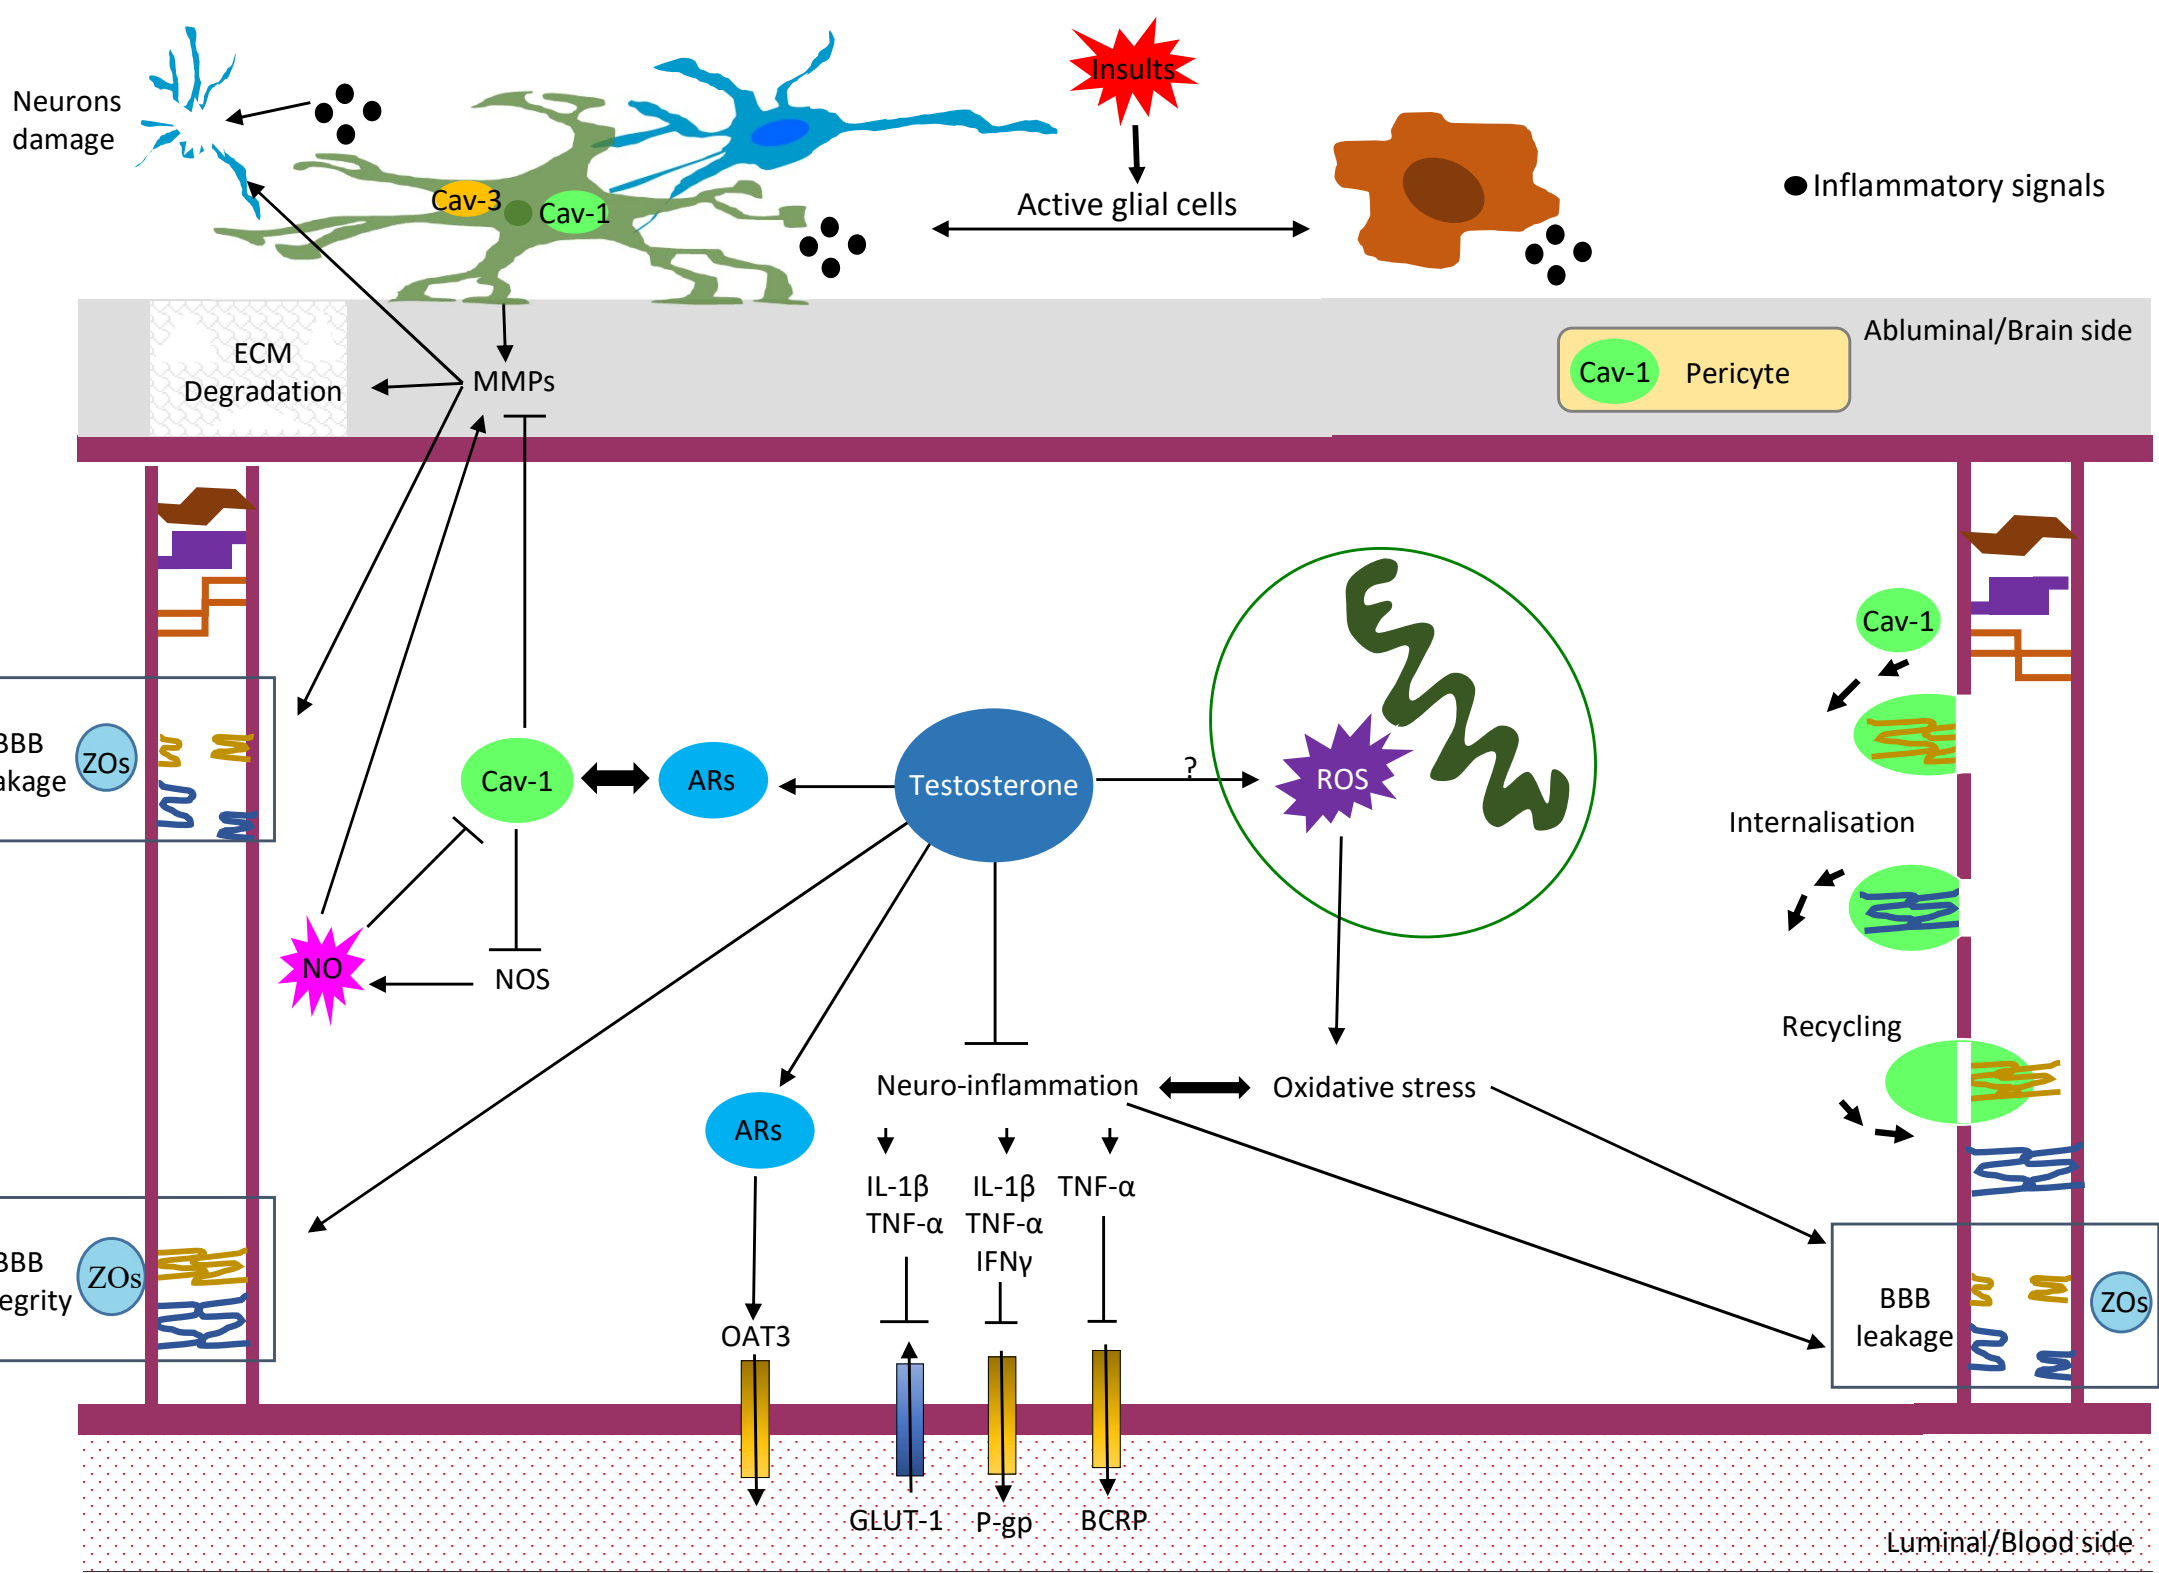 Insults
Neurons
damage
Cav-3
Cav-1
Active glial cells
Inflammatory signals
Abluminal/Brain side
ECM
Degradation
MMPs
Cav-1
Pericyte
Cav-1
BBB
akage
ZOs
Cav-1
ARs
Testosterone
?
ROS
Internalisation
NO
NOS
Recycling
Neuro-inflammation
Oxidative stress
ARs
IL-1β
TNF-α
IL-1β
TNF-α
IFNγ
TNF-α
BBB
egrity
ZOs
BBB
leakage
ZOs
OAT3
GLUT-1
P-gp
BCRP
Luminal/Blood side